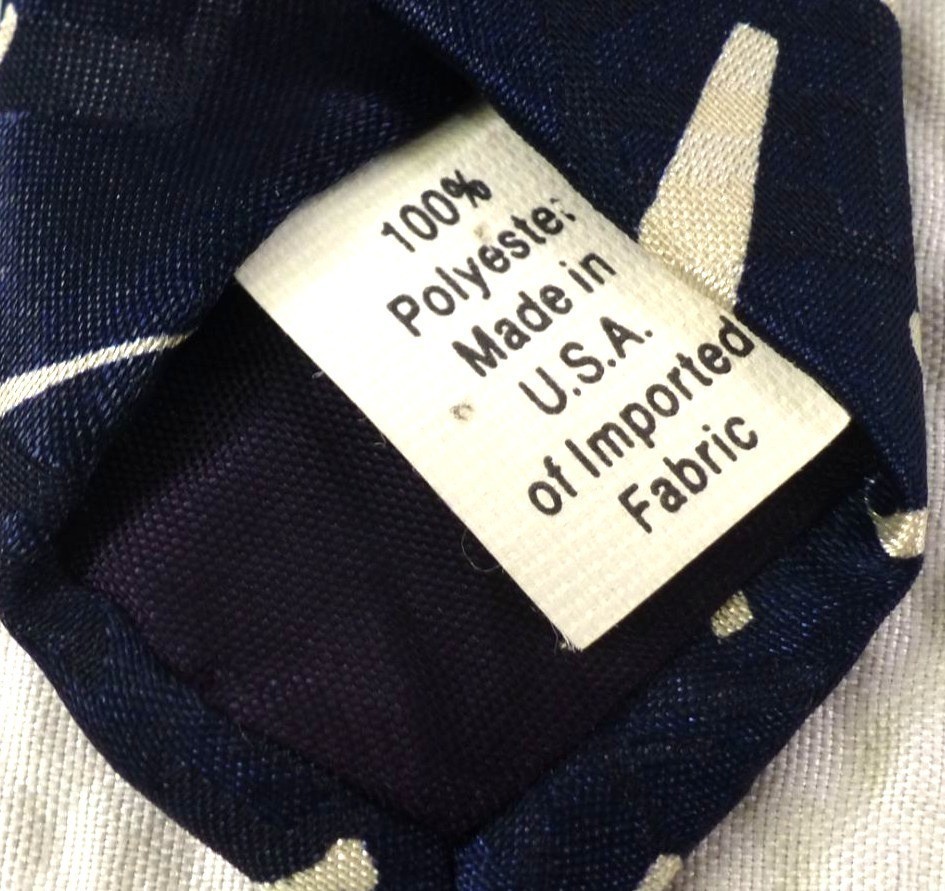 100%
Polyester
Made in
U.S.A.
of Imported
Fabric